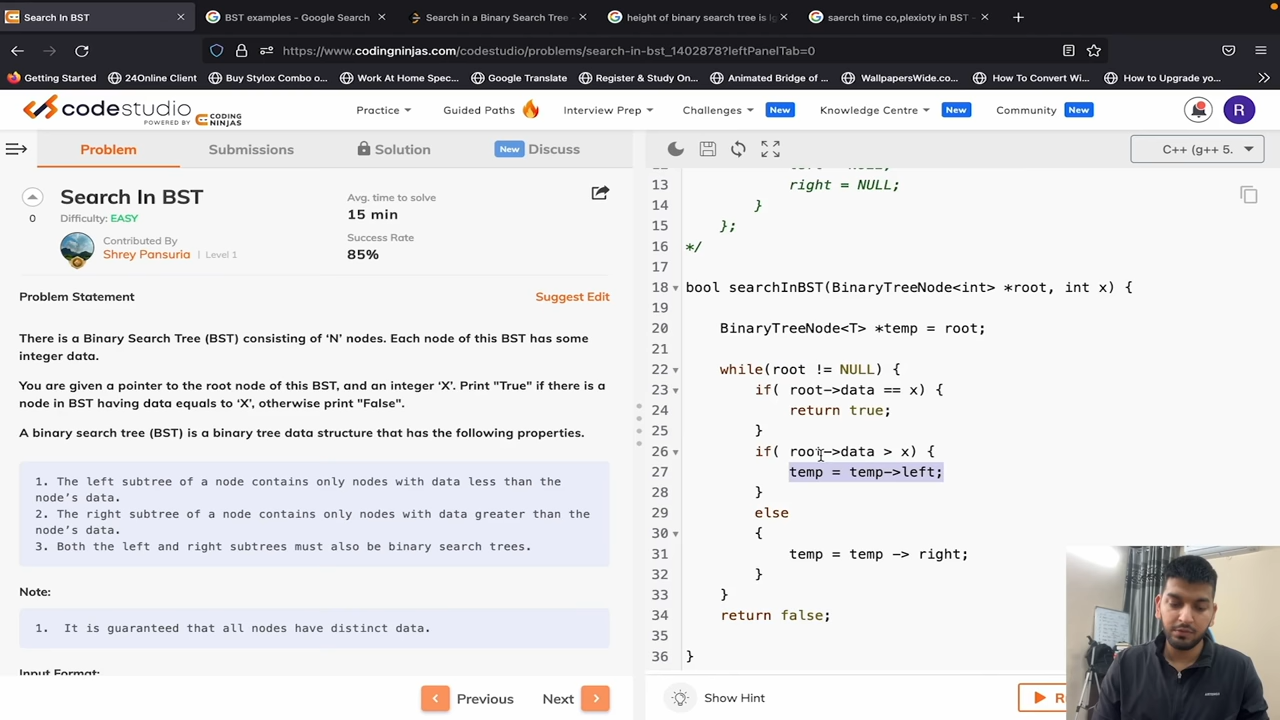 Search In BST
BST examples - Google Search
Search in a Binary Search Tree -
height of binary search tree is
saerch time co,plexioty in BST -
https://www.codingninjas.com/codestudio/problems/search-in-bst_1402878?leftPanelTab=0
Getting Started
24Online Client
Buy Stylox Combo o...
Work At Home Spec...
Google Translate
Register & Study On...
Animated Bridge of ...
WallpapersWide.co...
How To Convert Wi...
How to Upgrade yo...
codestudio
POWERED BY CODING NINJAS
Practice
Guided Paths
Interview Prep
Challenges
New
Knowledge Centre
New
Community
New
R
Problem
Submissions
Solution
New
Discuss
C++ (g++ 5.
Search In BST
0
Difficulty: EASY
Contributed By
Shrey Pansuria | Level 1
Avg. time to solve
15 min
Success Rate
85%
Problem Statement
Suggest Edit
There is a Binary Search Tree (BST) consisting of ‘N’ nodes. Each node of this BST has some
integer data.
You are given a pointer to the root node of this BST, and an integer ‘X’. Print "True" if there is a
node in BST having data equals to ‘X’, otherwise print "False".
A binary search tree (BST) is a binary tree data structure that has the following properties.
1. The left subtree of a node contains only nodes with data less than the
node’s data.
2. The right subtree of a node contains only nodes with data greater than the
node’s data.
3. Both the left and right subtrees must also be binary search trees.
Note:
1. It is guaranteed that all nodes have distinct data.
Input Format:
Previous
Next
13 right = NULL;
14 }
15 };
16 */
17
18 bool searchInBST(BinaryTreeNode<int> *root, int x) {
19
20 BinaryTreeNode<T> *temp = root;
21
22 while(root != NULL) {
23 if( root->data == x) {
24 return true;
25 }
26 if( root->data > x) {
27 temp = temp->left;
28 }
29 else
30 {
31 temp = temp -> right;
32 }
33 }
34 return false;
35
36 }
Show Hint